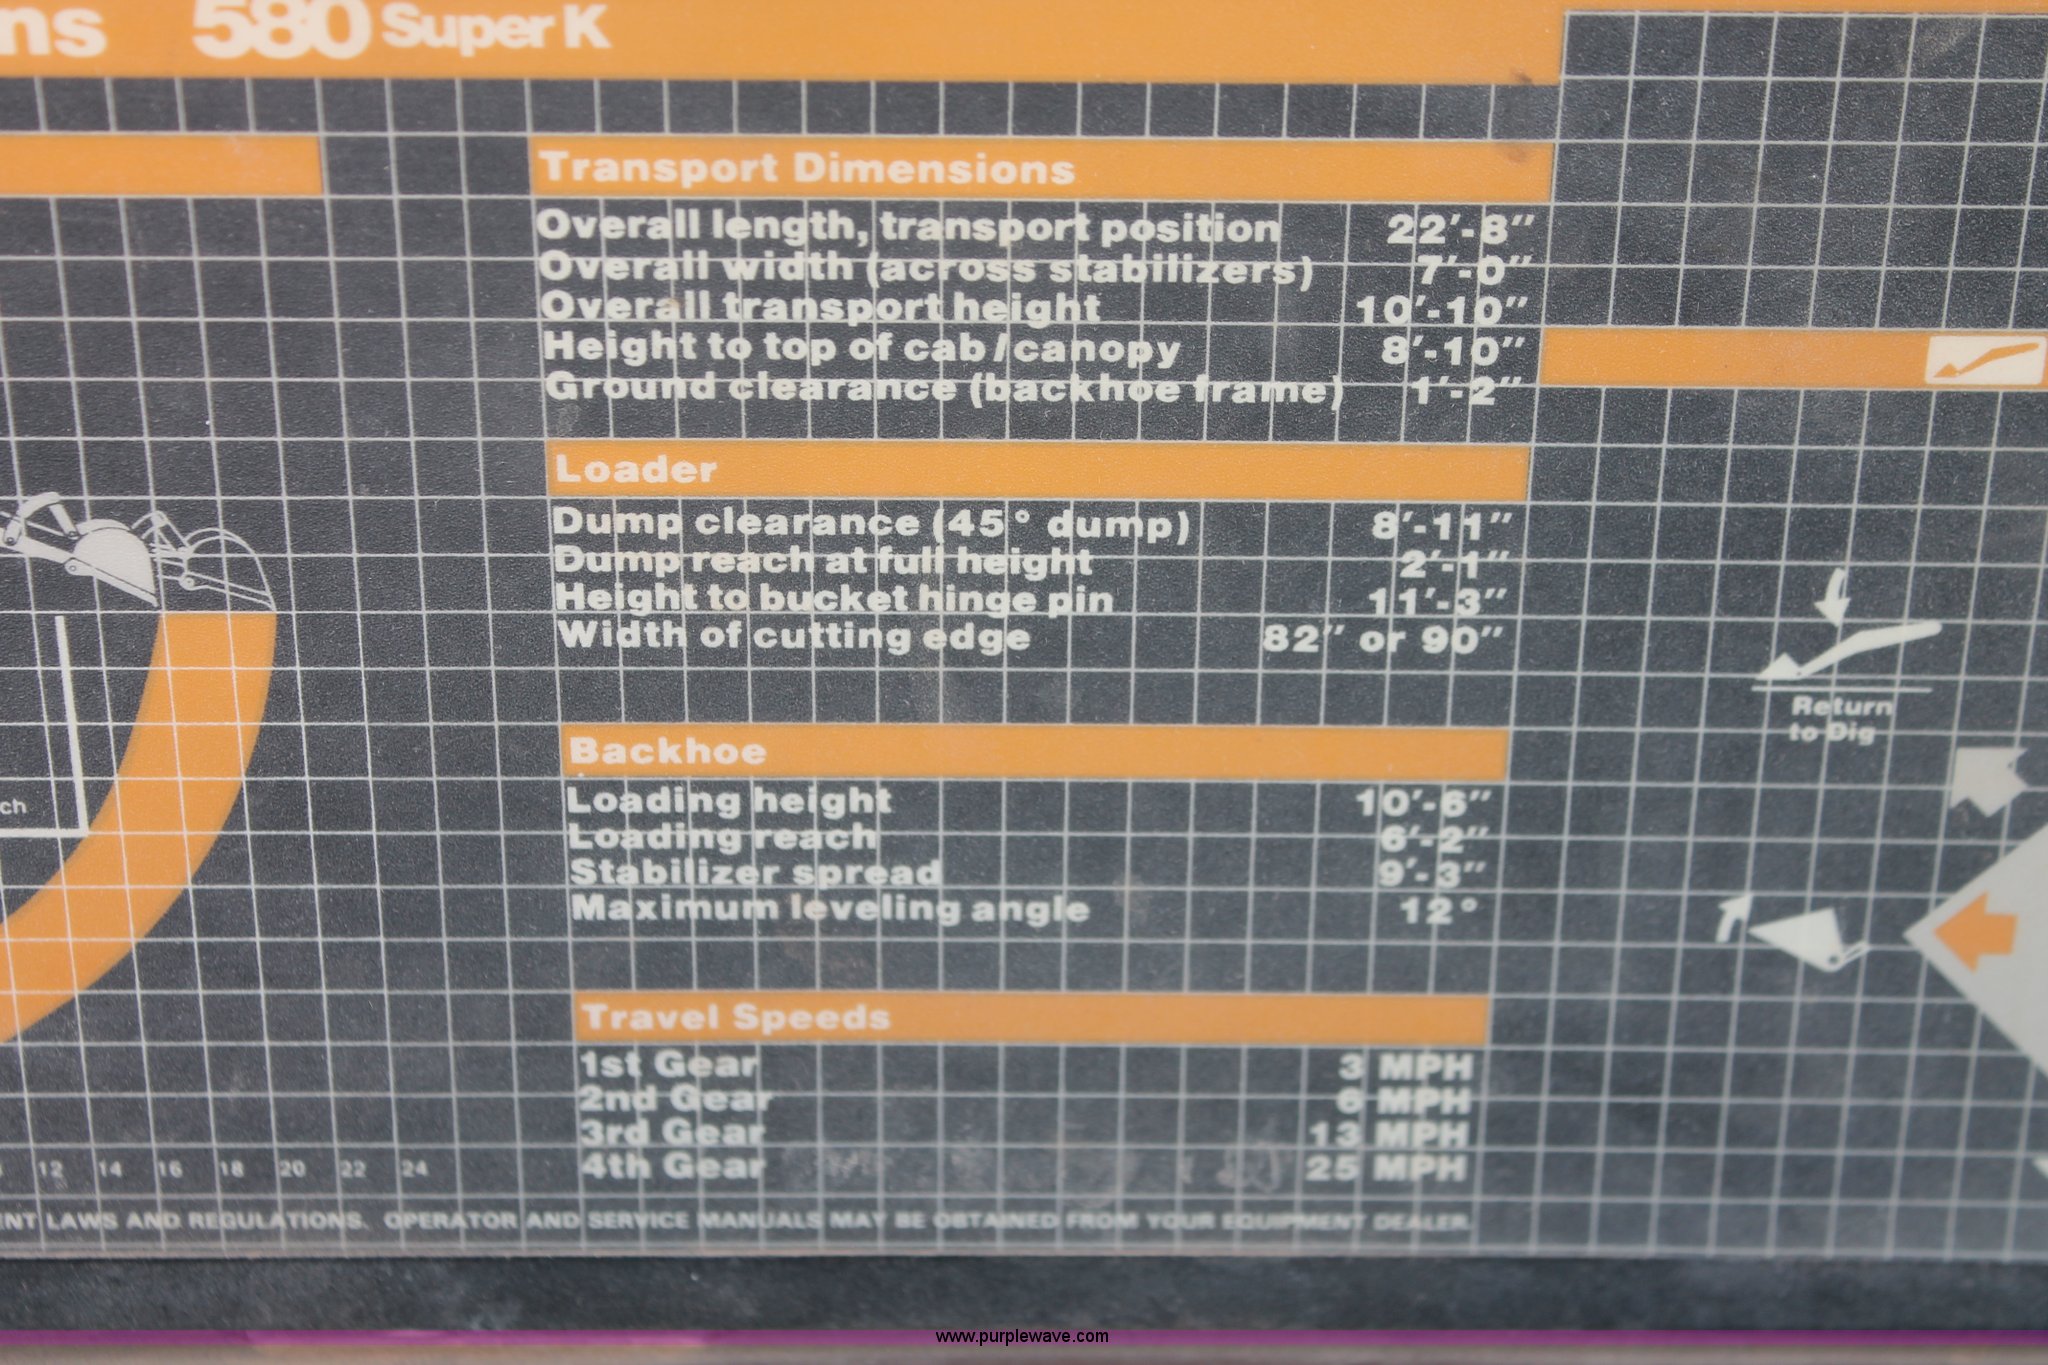 ns 580 Super K
Transport Dimensions
Overall length, transport position 22'-8"
Overall width (across stabilizers) 7'-0"
Overall transport height 10'-10"
Height to top of cab/canopy 8'-10"
Ground clearance (backhoe frame) 1'-2"
Loader
Dump clearance (45° dump) 8'-11"
Dump reach at full height 2'-1"
Height to bucket hinge pin 11'-3"
Width of cutting edge 82" or 90"
Return
to Dig
Backhoe
Loading height 10'-6"
Loading reach 6'-2"
Stabilizer spread 9'-3"
Maximum leveling angle 12°
ch
Travel Speeds
1st Gear 3 MPH
2nd Gear 6 MPH
3rd Gear 13 MPH
4th Gear 25 MPH
12 14 16 18 20 22 24
ENT LAWS AND REGULATIONS. OPERATOR AND SERVICE MANUALS MAY BE OBTAINED FROM YOUR EQUIPMENT DEALER.
www.purplewave.com